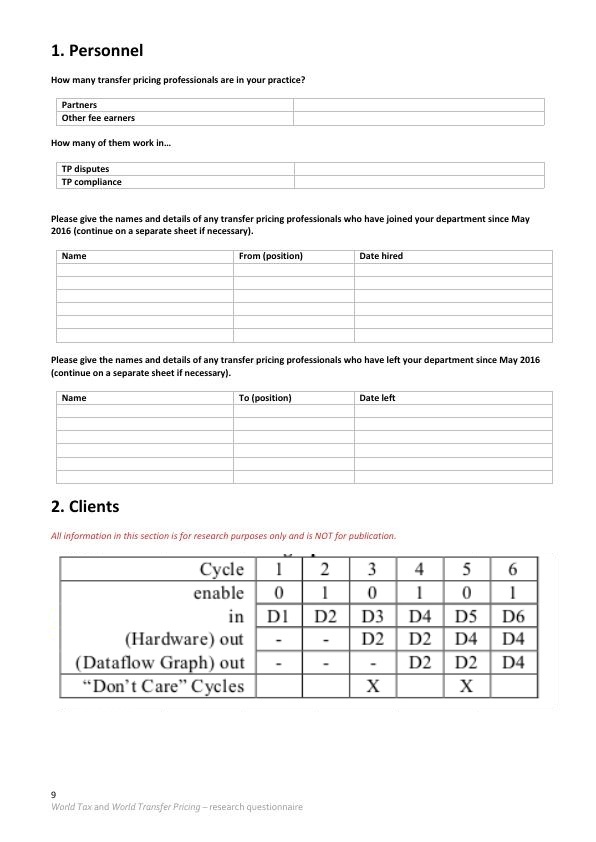 1. Personnel
How many transfer pricing professionals are in your practice?
Partners
Other fee earners
How many of them work in…
TP disputes
TP compliance
Please give the names and details of any transfer pricing professionals who have joined your department since May
2016 (continue on a separate sheet if necessary).
Name From (position) Date hired
Please give the names and details of any transfer pricing professionals who have left your department since May 2016
(continue on a separate sheet if necessary).
Name To (position) Date left
2. Clients
All information in this section is for research purposes only and is NOT for publication.
Cycle 1 2 3 4 5 6
enable 0 1 0 1 0 1
in D1 D2 D3 D4 D5 D6
(Hardware) out - - D2 D2 D4 D4
(Dataflow Graph) out - - - D2 D2 D4
“Don’t Care” Cycles X X
9
World Tax and World Transfer Pricing – research questionnaire